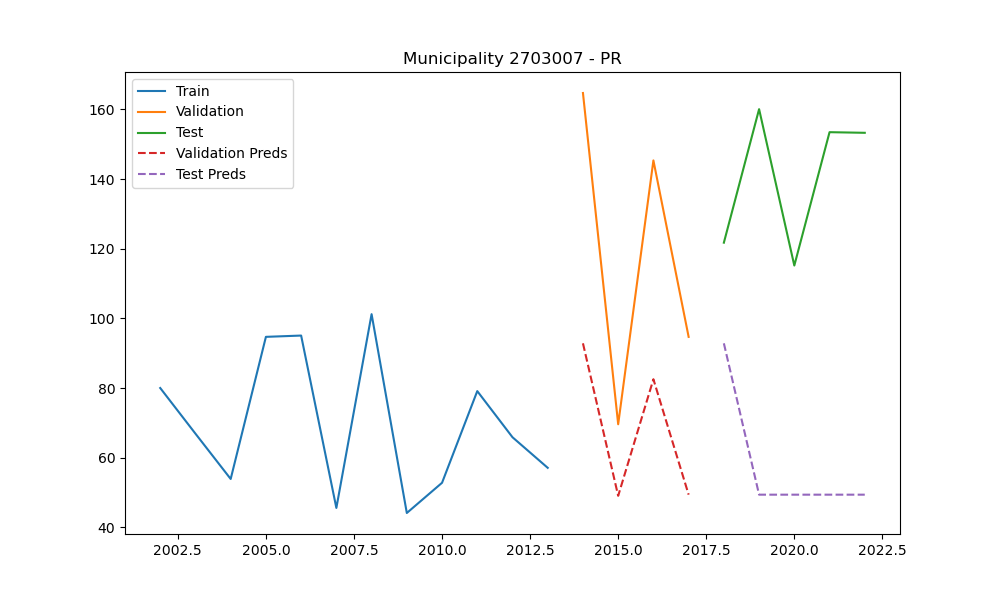 Municipality 2703007 - PR
Train
Validation
Test
Validation Preds
Test Preds
160
140
120
100
80
60
40
2002.5 2005.0 2007.5 2010.0 2012.5 2015.0 2017.5 2020.0 2022.5